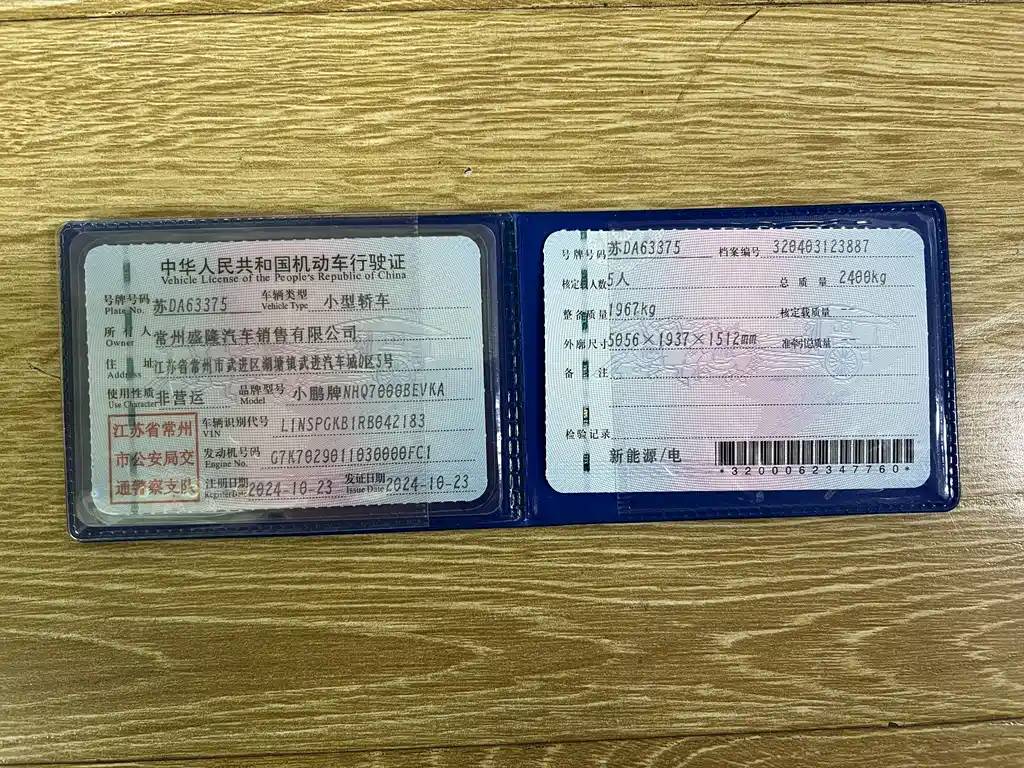 中华人民共和国机动车行驶证
Vehicle License of the People's Republic of China
号牌号码 苏DA63375 车辆类型 小型轿车
Plate No. Vehicle Type
所有人 常州盛隆汽车销售有限公司
Owner
住址 江苏省常州市武进区湖塘镇武进汽车城D区5号
Address
使用性质 非营运 品牌型号 小鹏牌NHQ7000BEVKA
Use Character Model
江苏省常州
市公安局交
通警察支队
车辆识别代号 L1NSPGKB1RB042183
VIN
发动机号码 G7K7029011030000FC1
Engine No.
注册日期 2024-10-23 发证日期 2024-10-23
Register Date Issue Date
号牌号码 苏DA63375 档案编号 320403123887
核定载人数 5人 总质量 2400kg
整备质量 1967kg 核定载质量 --
外廓尺寸 5056×1937×1512mm 准牵引总质量 --
备注
检验记录
新能源/电
*3200062347760*